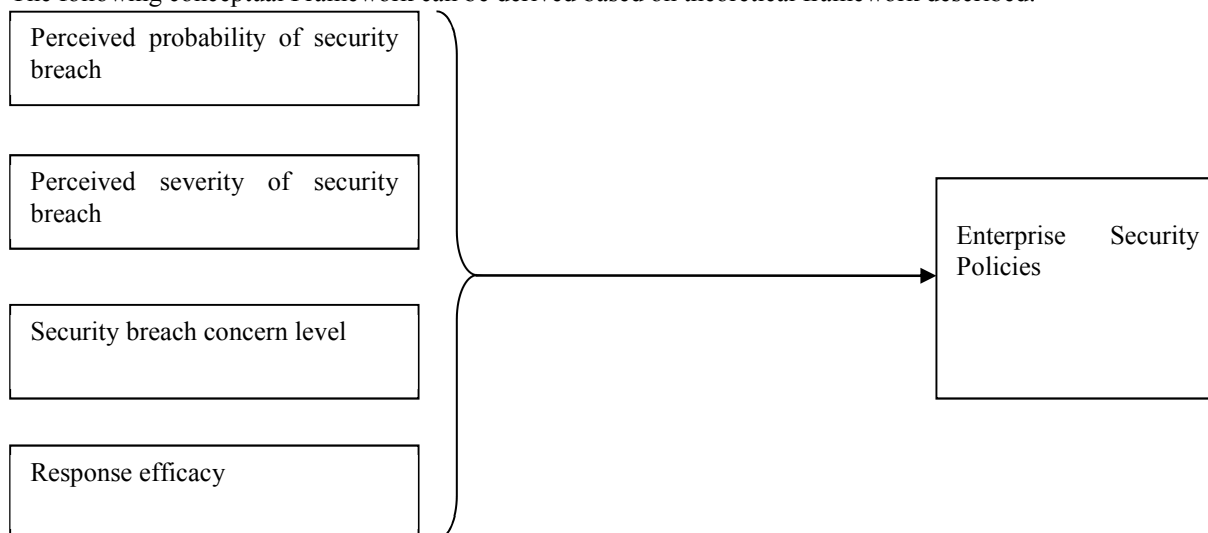 The following conceptual Framework can be derived based on theoretical framework described:
Perceived probability of security
breach
Perceived severity of security
breach
Enterprise Security
Policies
Security breach concern level
Response efficacy